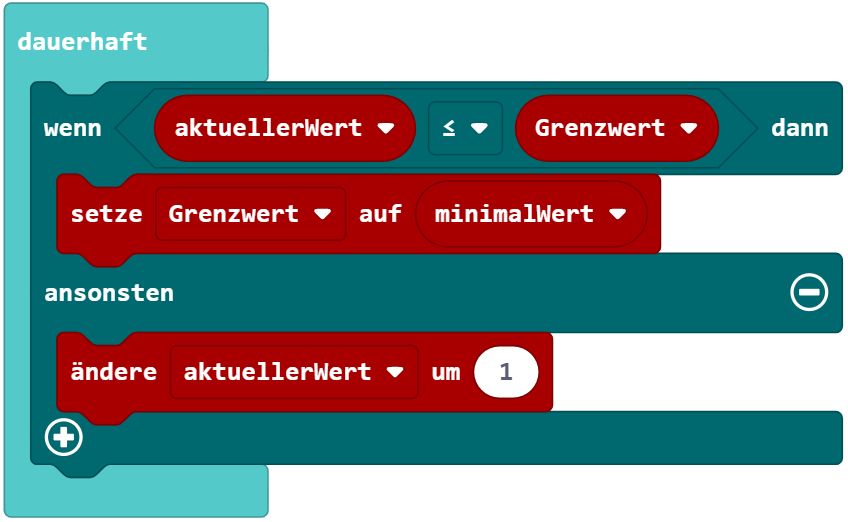 dauerhaft
wenn aktuellerWert ≤ Grenzwert dann
setze Grenzwert auf minimalWert
ansonsten
ändere aktuellerWert um 1